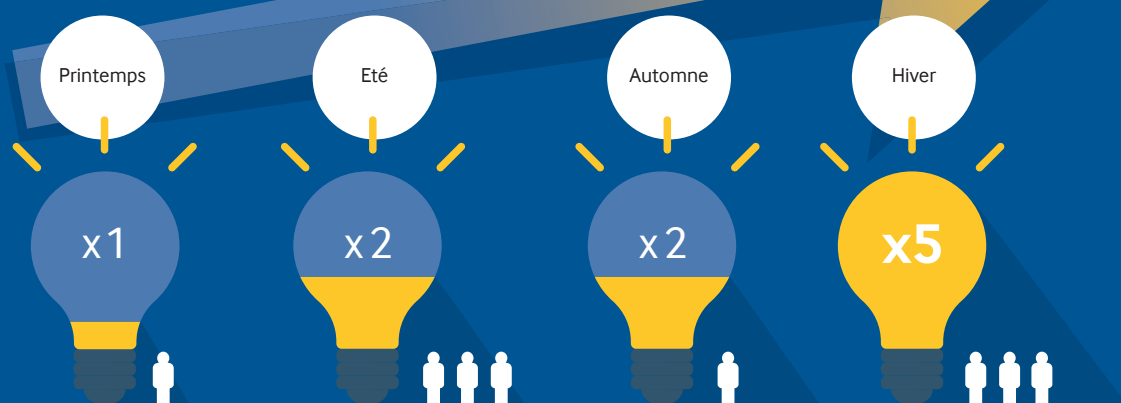 Printemps
Eté
Automne
Hiver
x1
x2
x2
x5